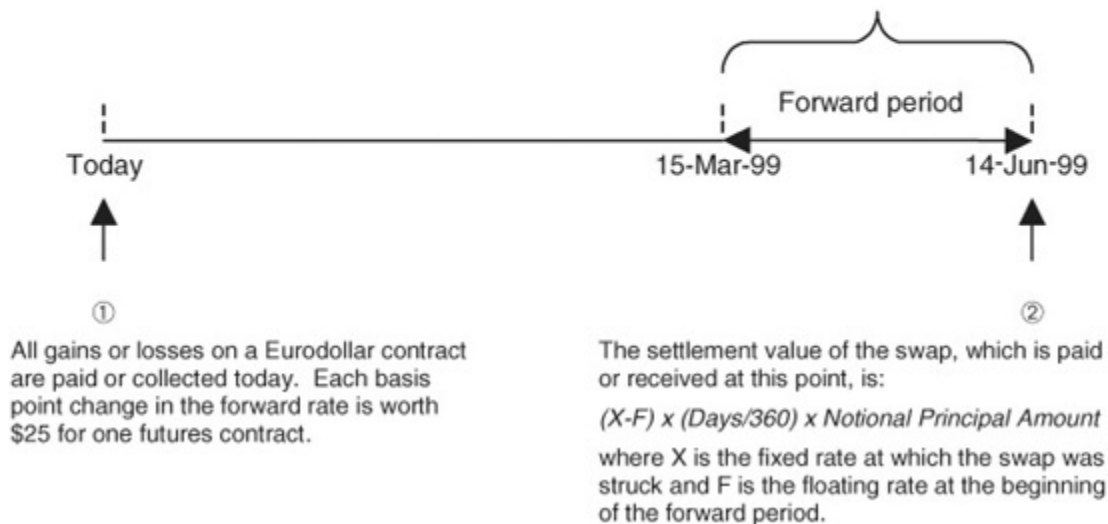 Forward period
Today
15-Mar-99
14-Jun-99
①
All gains or losses on a Eurodollar contract
are paid or collected today. Each basis
point change in the forward rate is worth
$25 for one futures contract.
②
The settlement value of the swap, which is paid
or received at this point, is:
(X-F) x (Days/360) x Notional Principal Amount
where X is the fixed rate at which the swap was
struck and F is the floating rate at the beginning
of the forward period.